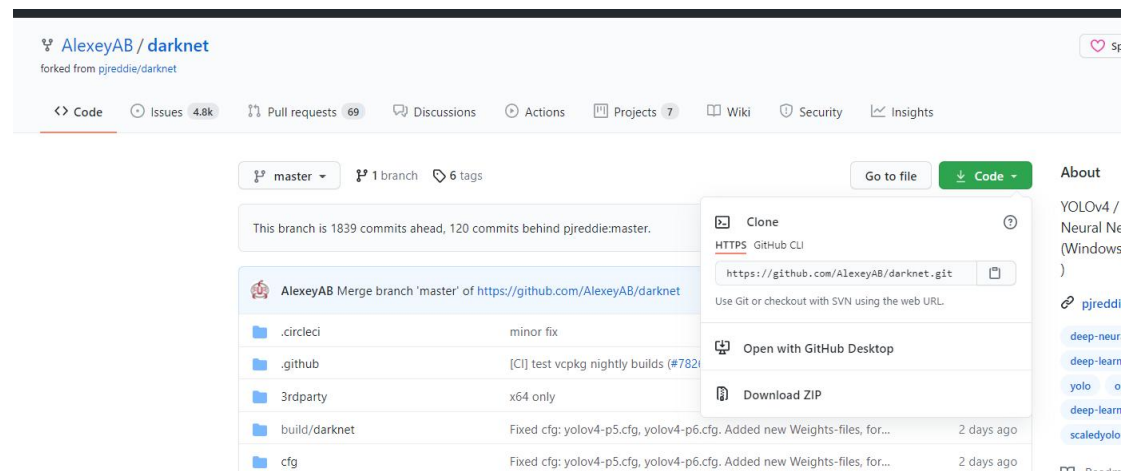 AlexeyAB / darknet
Sp
forked from pjreddie/darknet
Code Issues 4.8k Pull requests 69 Discussions Actions Projects 7 Wiki Security Insights
master 1 branch 6 tags Go to file Code
This branch is 1839 commits ahead, 120 commits behind pjreddie:master.
AlexeyAB Merge branch 'master' of https://github.com/AlexeyAB/darknet
.circleci minor fix
.github [CI] test vcpkg nightly builds (#782
3rdparty x64 only
build/darknet Fixed cfg: yolov4-p5.cfg, yolov4-p6.cfg. Added new Weights-files, for... 2 days ago
cfg Fixed cfg: yolov4-p5.cfg, yolov4-p6.cfg. Added new Weights-files, for... 2 days ago
Clone
HTTPS GitHub CLI
https://github.com/AlexeyAB/darknet.git
Use Git or checkout with SVN using the web URL.
Open with GitHub Desktop
Download ZIP
About
YOLOv4 /
Neural Ne
(Windows
)
pjreddi
deep-neur
deep-learn
yolo o
deep-learn
scaledyolo